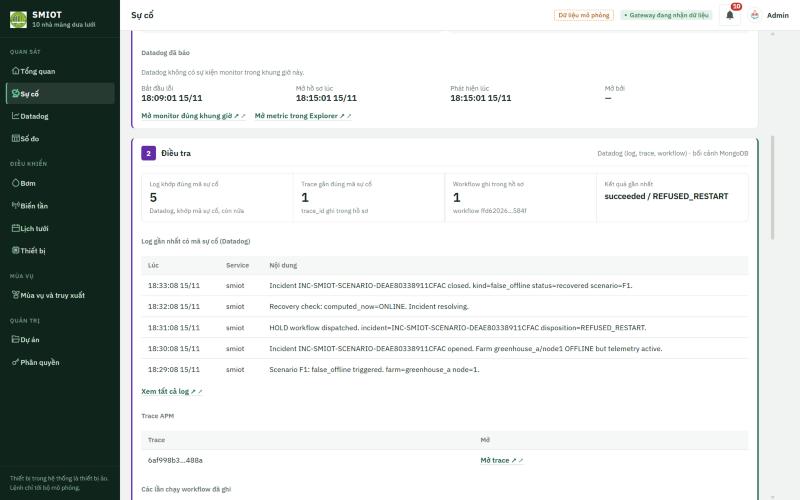 SMIOT
10 nhà màng dưa lưới
QUAN SÁT
Tổng quan
Sự cố
Datadog
Số đo
ĐIỀU KHIỂN
Bơm
Biến tần
Lịch tưới
Thiết bị
MÙA VỤ
Mùa vụ và truy xuất
QUẢN TRỊ
Dự án
Phân quyền
Thiết bị trong hệ thống là thiết bị ảo.
Lệnh chỉ tới bộ mô phỏng.
Sự cố
Dữ liệu mô phỏng
• Gateway đang nhận dữ liệu
10
Admin
Datadog đã báo
Datadog không có sự kiện monitor trong khung giờ này.
Bắt đầu lỗi Mở hồ sơ lúc Phát hiện lúc Mở bởi
18:09:01 15/11 18:15:01 15/11 18:15:01 15/11 —
Mở monitor đúng khung giờ ↗ ↗ Mở metric trong Explorer ↗ ↗
2 Điều tra Datadog (log, trace, workflow) · bối cảnh MongoDB
Log khớp đúng mã sự cố Trace gắn đúng mã sự cố Workflow ghi trong hồ sơ Kết quả gần nhất
5 1 1 succeeded / REFUSED_RESTART
Datadog, khớp mã sự cố, còn nữa trace_id ghi trong hồ sơ workflow ffd62026...584f
Log gần nhất có mã sự cố (Datadog)
Lúc Service Nội dung
18:33:08 15/11 smiot Incident INC-SMIOT-SCENARIO-DEAE80338911CFAC closed. kind=false_offline status=recovered scenario=F1.
18:32:08 15/11 smiot Recovery check: computed_now=ONLINE. Incident resolving.
18:31:08 15/11 smiot HOLD workflow dispatched. incident=INC-SMIOT-SCENARIO-DEAE80338911CFAC disposition=REFUSED_RESTART.
18:30:08 15/11 smiot Incident INC-SMIOT-SCENARIO-DEAE80338911CFAC opened. Farm greenhouse_a/node1 OFFLINE but telemetry active.
18:29:08 15/11 smiot Scenario F1: false_offline triggered. farm=greenhouse_a node=1.
Xem tất cả log ↗ ↗
Trace APM
Trace Mở
6af998b3...488a Mở trace ↗ ↗
Các lần chạy workflow đã ghi